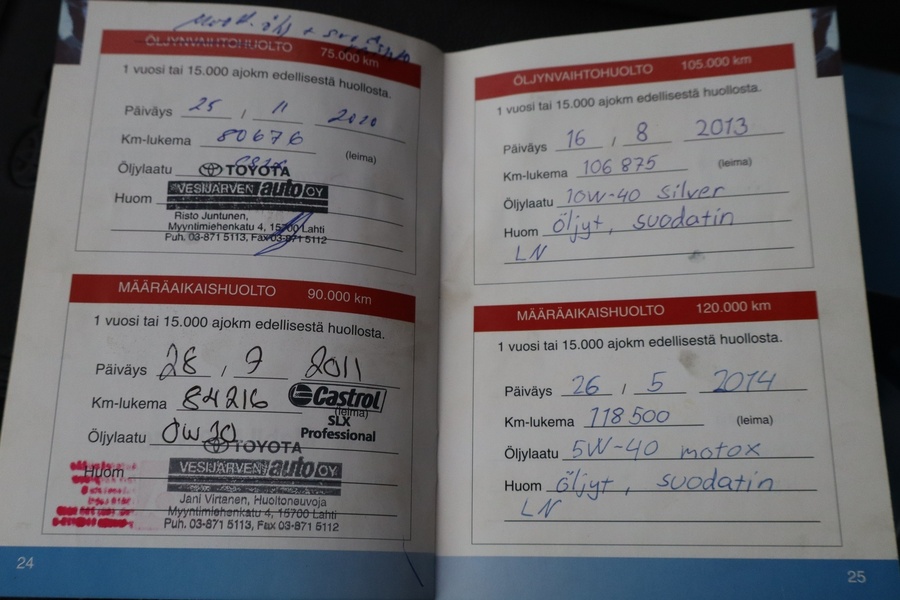 ÖLJYNVAIHTOHUOLTO 75.000 km
1 vuosi tai 15.000 ajokm edellisestä huollosta.
Päiväys 25 / 11 2010
Km-lukema 80676
(leima)
Öljylaatu
TOYOTA
VESIJÄRVEN auto OY
Huom
Risto Juntunen,
Myyntimiehenkatu 4, 15700 Lahti
Puh. 03-871 5113, Fax 03-871 5112
MÄÄRÄAIKAISHUOLTO 90.000 km
1 vuosi tai 15.000 ajokm edellisestä huollosta.
Päiväys 28 / 7 2011
Km-lukema 84216
Castrol
(leima)
SLX
Professional
Öljylaatu 0w30
TOYOTA
VESIJÄRVEN auto OY
Huom
Jani Virtanen, Huoltoneuvoja
Myyntimiehenkatu 4, 15700 Lahti
Puh. 03-871 5113, Fax 03-871 5112
24
ÖLJYNVAIHTOHUOLTO 105.000 km
1 vuosi tai 15.000 ajokm edellisestä huollosta.
Päiväys 16 / 8 2013
Km-lukema 106 875 (leima)
Öljylaatu 10W-40 Silver
Huom öljyt, suodatin
LN
MÄÄRÄAIKAISHUOLTO 120.000 km
1 vuosi tai 15.000 ajokm edellisestä huollosta.
Päiväys 26 / 5 2014
Km-lukema 118 500 (leima)
Öljylaatu 5W-40 motox
Huom öljyt, suodatin
LN
25